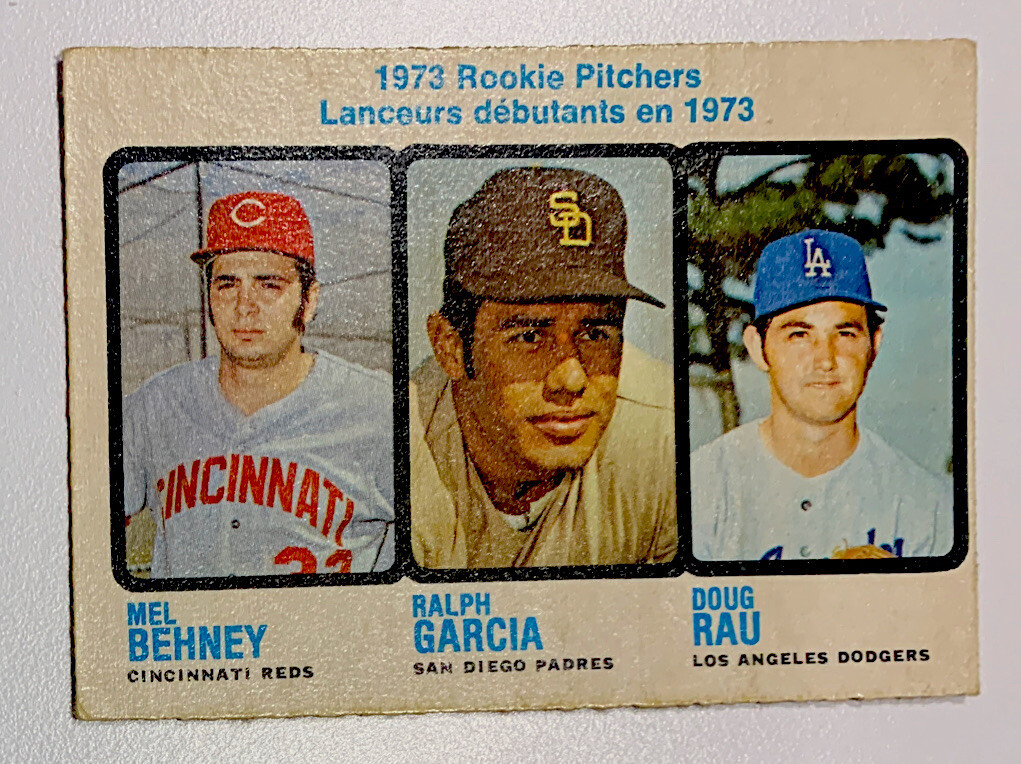 1973 Rookie Pitchers
Lanceurs débutants en 1973
C
SD
LA
CINCINNATI
MEL
BEHNEY
CINCINNATI REDS
RALPH
GARCIA
SAN DIEGO PADRES
DOUG
RAU
LOS ANGELES DODGERS